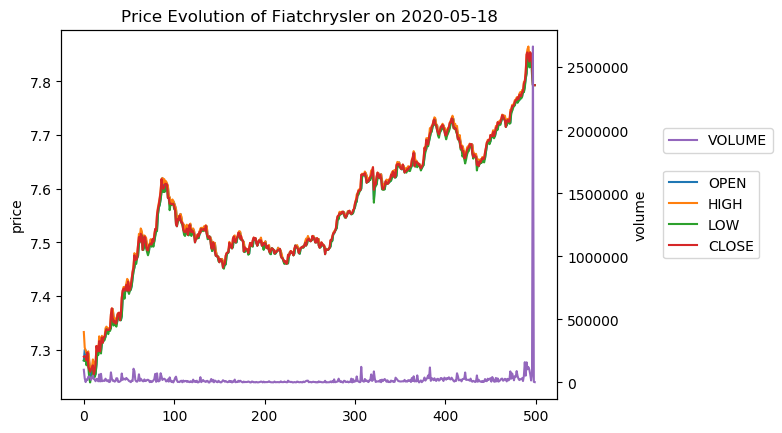 Price Evolution of Fiatchrysler on 2020-05-18
price
7.8
7.7
7.6
7.5
7.4
7.3
0
100
200
300
400
500
2500000
2000000
1500000
1000000
500000
0
volume
VOLUME
OPEN
HIGH
LOW
CLOSE